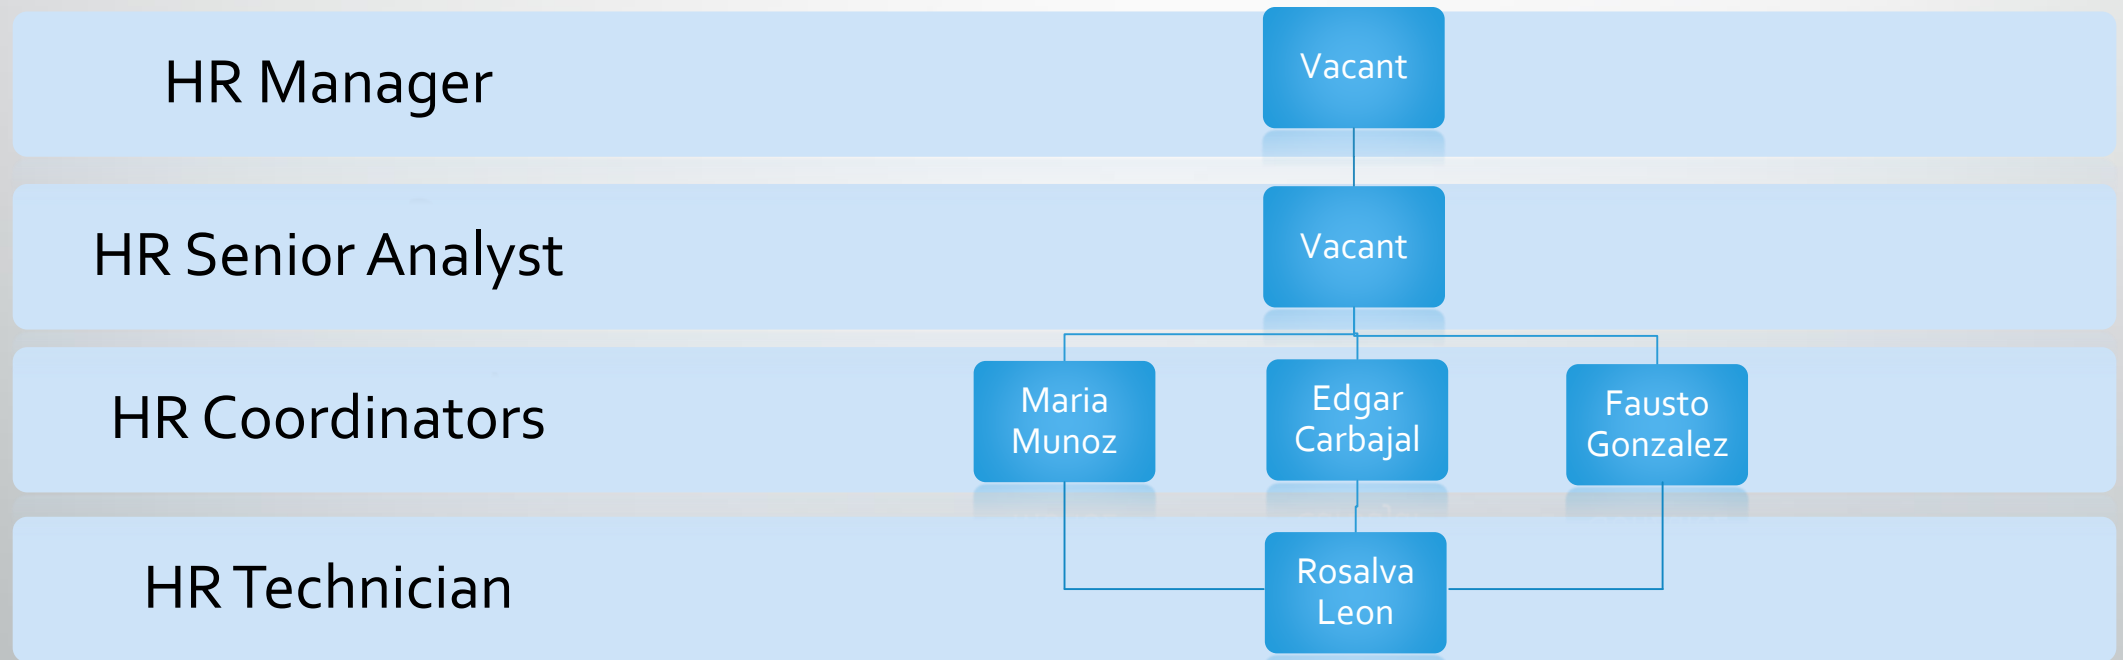 HR Manager
Vacant
HR Senior Analyst
Vacant
HR Coordinators
Maria
Munoz
Edgar
Carbajal
Fausto
Gonzalez
HR Technician
Rosalva
Leon